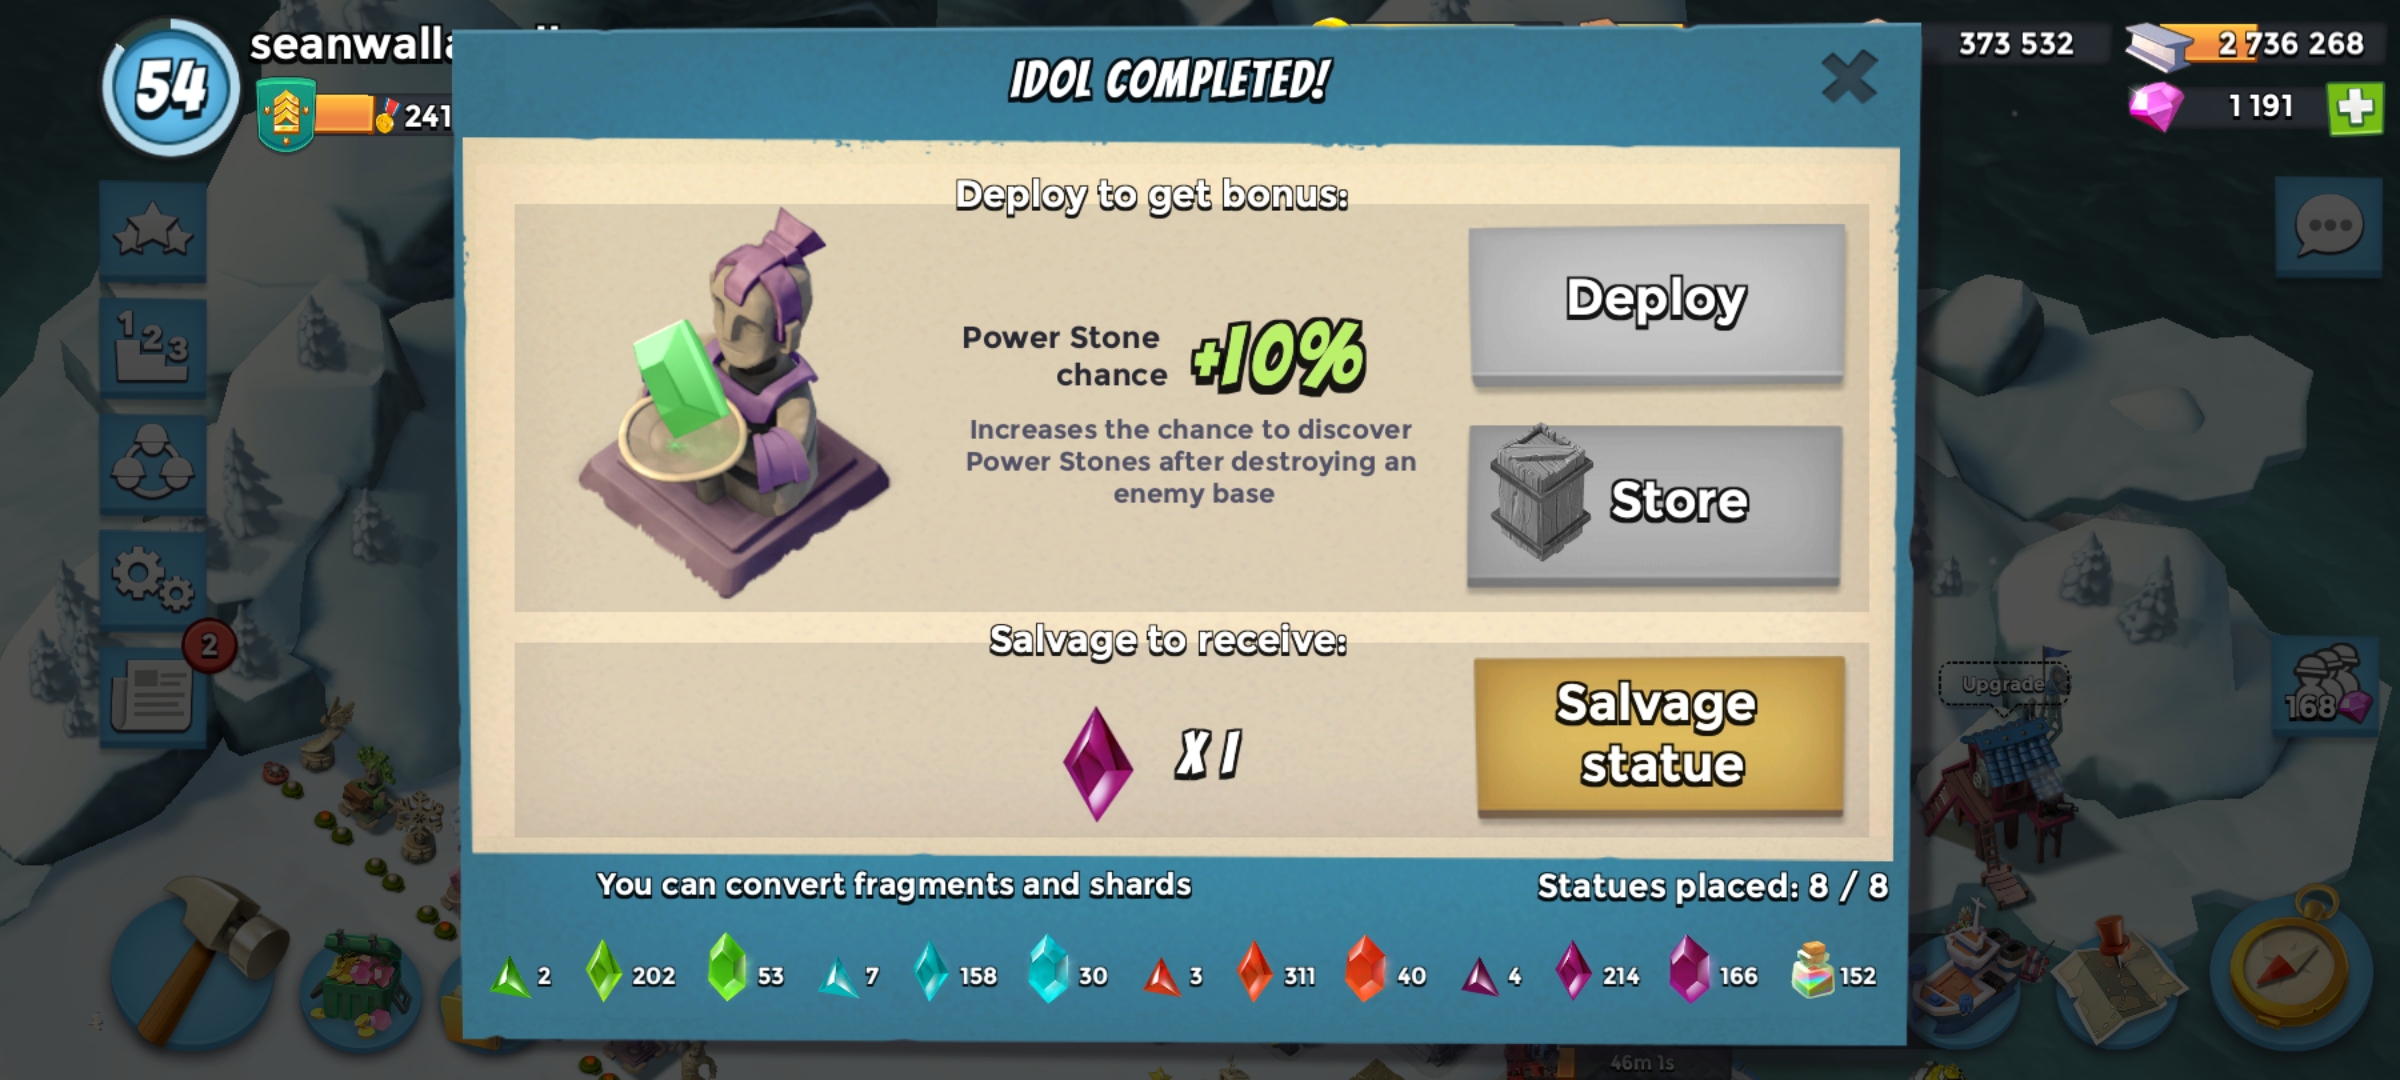 54
241
IDOL COMPLETED!
373 532
2 736 268
1 191
Deploy to get bonus:
Power Stone
chance
+10%
Increases the chance to discover
Power Stones after destroying an
enemy base
Deploy
Store
1 2 3
2
Salvage to receive:
X 1
Salvage
statue
Upgrade
168
You can convert fragments and shards
Statues placed: 8 / 8
2
202
53
7
158
30
3
311
40
4
214
166
152
46m 1s